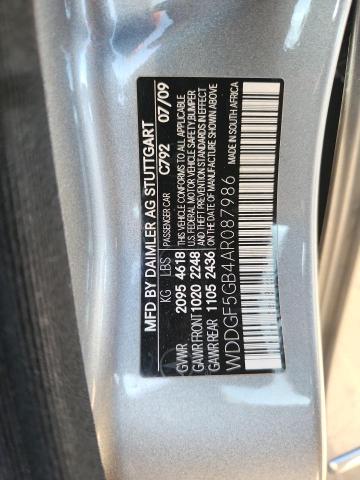 MFD BY DAIMLER AG STUTTGART
PASSENGER CAR C792 07/09
KG LBS
GVWR 2095 4618
GAWR FRONT 1020 2248
GAWR REAR 1105 2436
THIS VEHICLE CONFORMS TO ALL APPLICABLE
U.S. FEDERAL MOTOR VEHICLE SAFETY, BUMPER
AND THEFT PREVENTION STANDARDS IN EFFECT
ON THE DATE OF MANUFACTURE SHOWN ABOVE
MADE IN SOUTH AFRICA
WDDGF5GB4AR087986